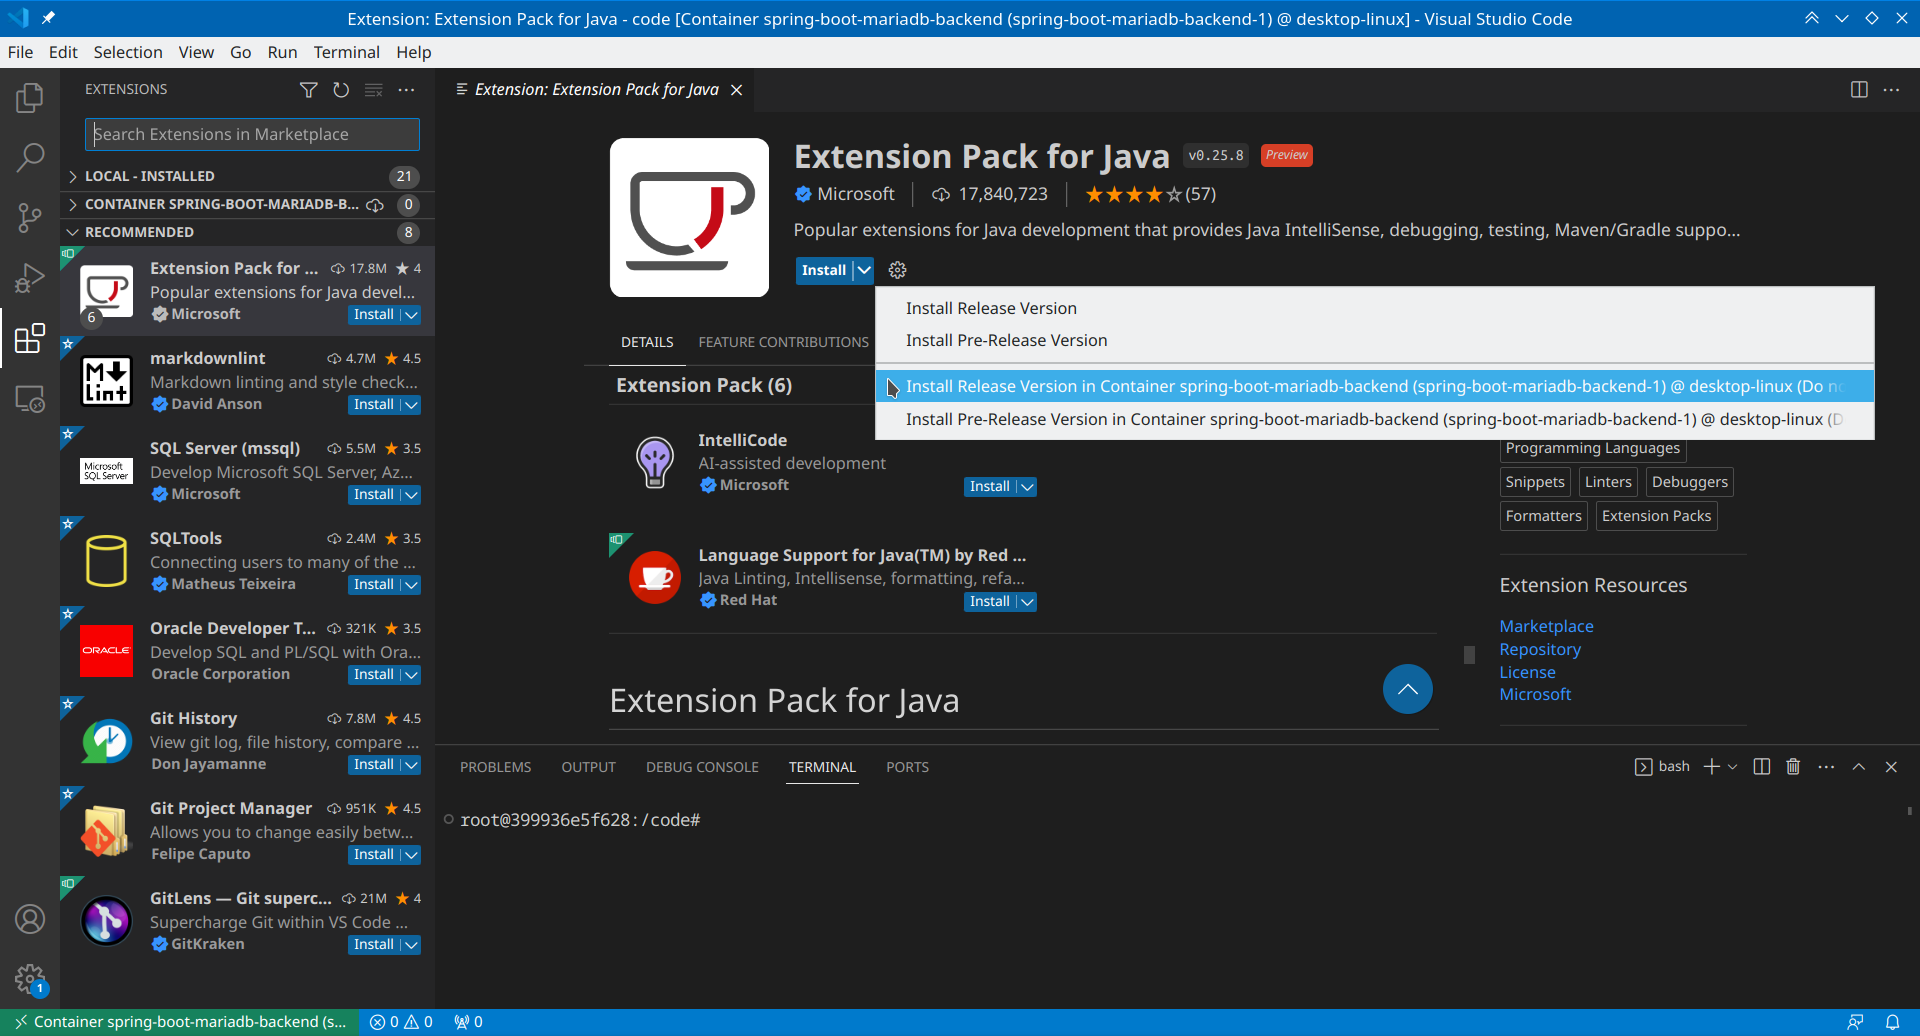 Extension: Extension Pack for Java - code [Container spring-boot-mariadb-backend (spring-boot-mariadb-backend-1) @ desktop-linux] - Visual Studio Code
File Edit Selection View Go Run Terminal Help
EXTENSIONS
Search Extensions in Marketplace
LOCAL - INSTALLED 21
CONTAINER SPRING-BOOT-MARIADB-B... 0
RECOMMENDED 8
Extension Pack for ... 17.8M 4
Popular extensions for Java devel...
Microsoft Install
6
markdownlint 4.7M 4.5
Markdown linting and style check...
David Anson Install
M
lint
SQL Server (mssql) 5.5M 3.5
Develop Microsoft SQL Server, Az...
Microsoft Install
Microsoft
SQL Server
SQLTools 2.4M 3.5
Connecting users to many of the ...
Matheus Teixeira Install
Oracle Developer T... 321K 3.5
Develop SQL and PL/SQL with Ora...
Oracle Corporation Install
ORACLE
Git History 7.8M 4.5
View git log, file history, compare ...
Don Jayamanne Install
Git Project Manager 951K 4.5
Allows you to change easily betw...
Felipe Caputo Install
GitLens — Git superc... 21M 4
Supercharge Git within VS Code ...
GitKraken Install
1
Extension: Extension Pack for Java
Extension Pack for Java v0.25.8 Preview
Microsoft 17,840,723 (57)
Popular extensions for Java development that provides Java IntelliSense, debugging, testing, Maven/Gradle suppo...
Install
Install Release Version
Install Pre-Release Version
Install Release Version in Container spring-boot-mariadb-backend (spring-boot-mariadb-backend-1) @ desktop-linux (Do
Install Pre-Release Version in Container spring-boot-mariadb-backend (spring-boot-mariadb-backend-1) @ desktop-linux (D
DETAILS FEATURE CONTRIBUTIONS
Extension Pack (6)
IntelliCode
AI-assisted development
Microsoft Install
Language Support for Java(TM) by Red ...
Java Linting, Intellisense, formatting, refa...
Red Hat Install
Extension Pack for Java
Programming Languages
Snippets Linters Debuggers
Formatters Extension Packs
Extension Resources
Marketplace
Repository
License
Microsoft
PROBLEMS OUTPUT DEBUG CONSOLE TERMINAL PORTS
bash
root@399936e5f628:/code#
Container spring-boot-mariadb-backend (s... 0 0 0